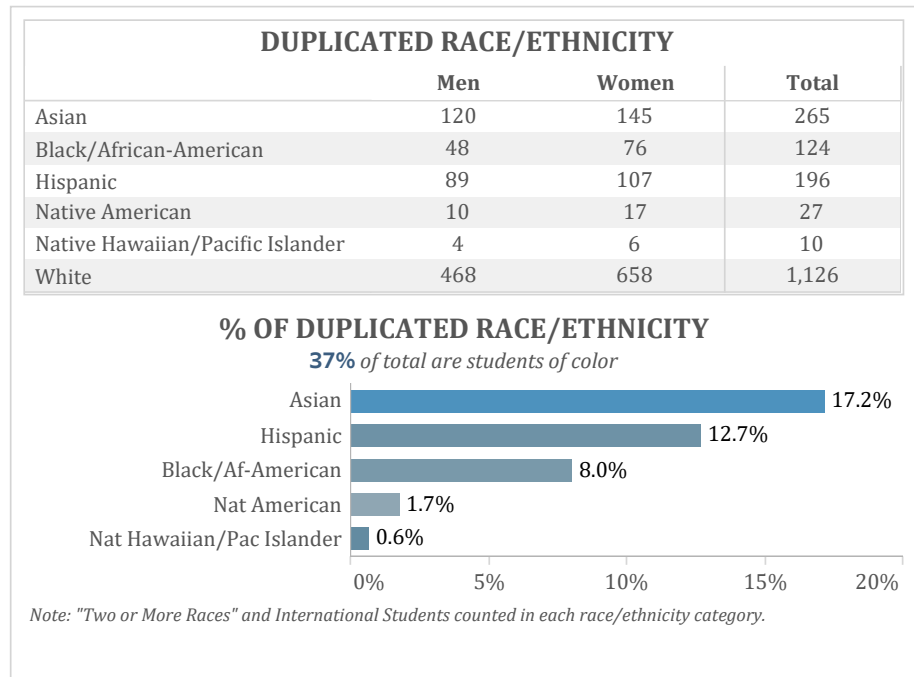 DUPLICATED RACE/ETHNICITY
Men Women Total
Asian 120 145 265
Black/African-American 48 76 124
Hispanic 89 107 196
Native American 10 17 27
Native Hawaiian/Pacific Islander 4 6 10
White 468 658 1,126
% OF DUPLICATED RACE/ETHNICITY
37% of total are students of color
Asian 17.2%
Hispanic 12.7%
Black/Af-American 8.0%
Nat American 1.7%
Nat Hawaiian/Pac Islander 0.6%
0% 5% 10% 15% 20%
Note: "Two or More Races" and International Students counted in each race/ethnicity category.